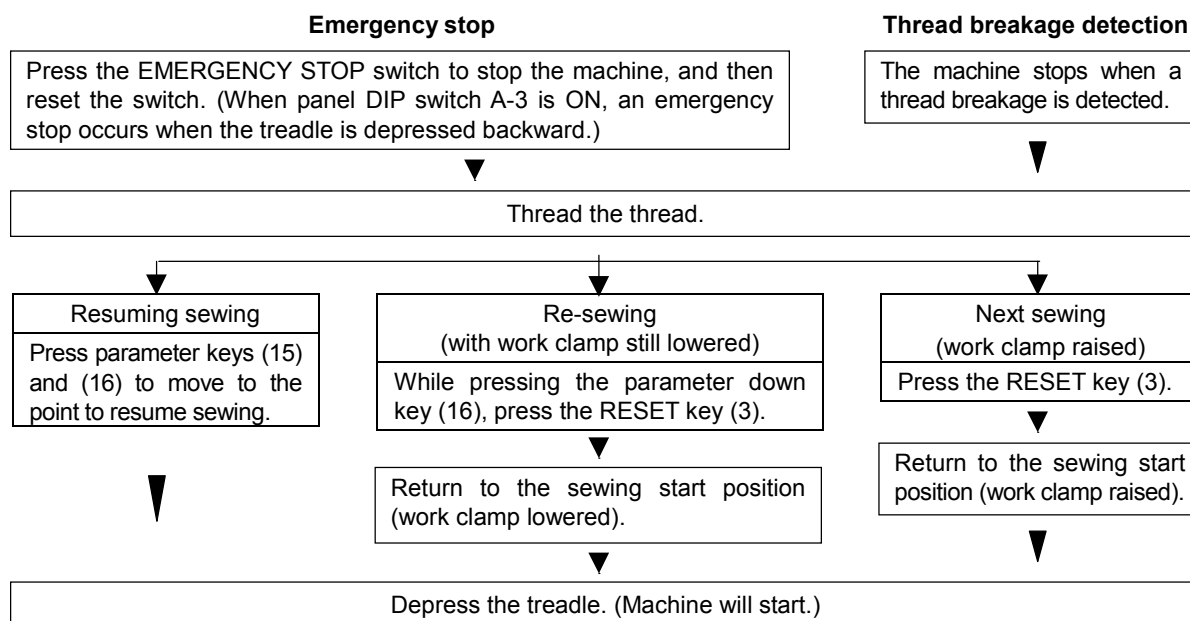 Emergency stop
Press the EMERGENCY STOP switch to stop the machine, and then
reset the switch. (When panel DIP switch A-3 is ON, an emergency
stop occurs when the treadle is depressed backward.)
Thread breakage detection
The machine stops when a
thread breakage is detected.
Thread the thread.
Resuming sewing
Press parameter keys (15)
and (16) to move to the
point to resume sewing.
Re-sewing
(with work clamp still lowered)
While pressing the parameter down
key (16), press the RESET key (3).
Return to the sewing start position
(work clamp lowered).
Next sewing
(work clamp raised)
Press the RESET key (3).
Return to the sewing start
position (work clamp raised).
Depress the treadle. (Machine will start.)